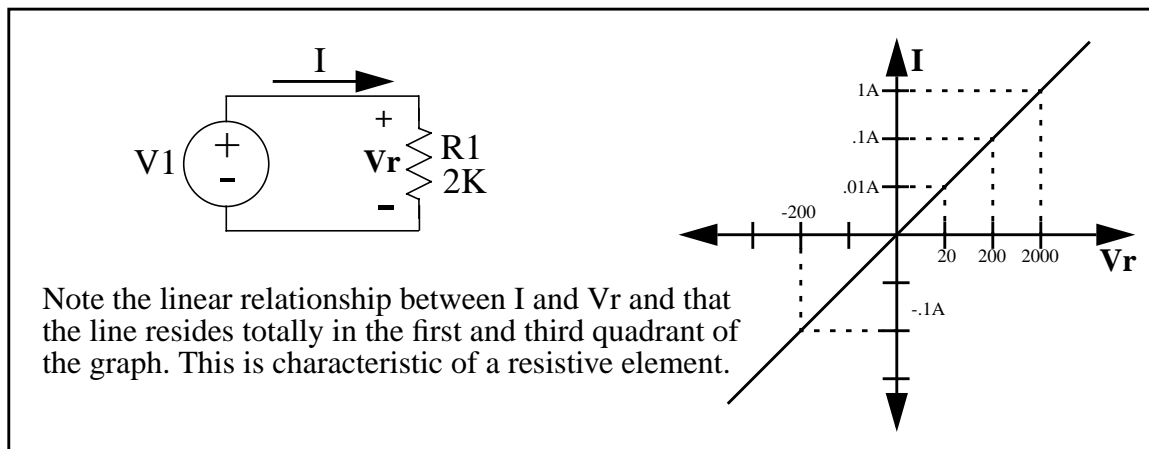 I
V1
+
-
+
Vr
-
R1
2K
Note the linear relationship between I and Vr and that
the line resides totally in the first and third quadrant of
the graph. This is characteristic of a resistive element.
I
1A
.1A
.01A
-200
20 200 2000
Vr
-.1A